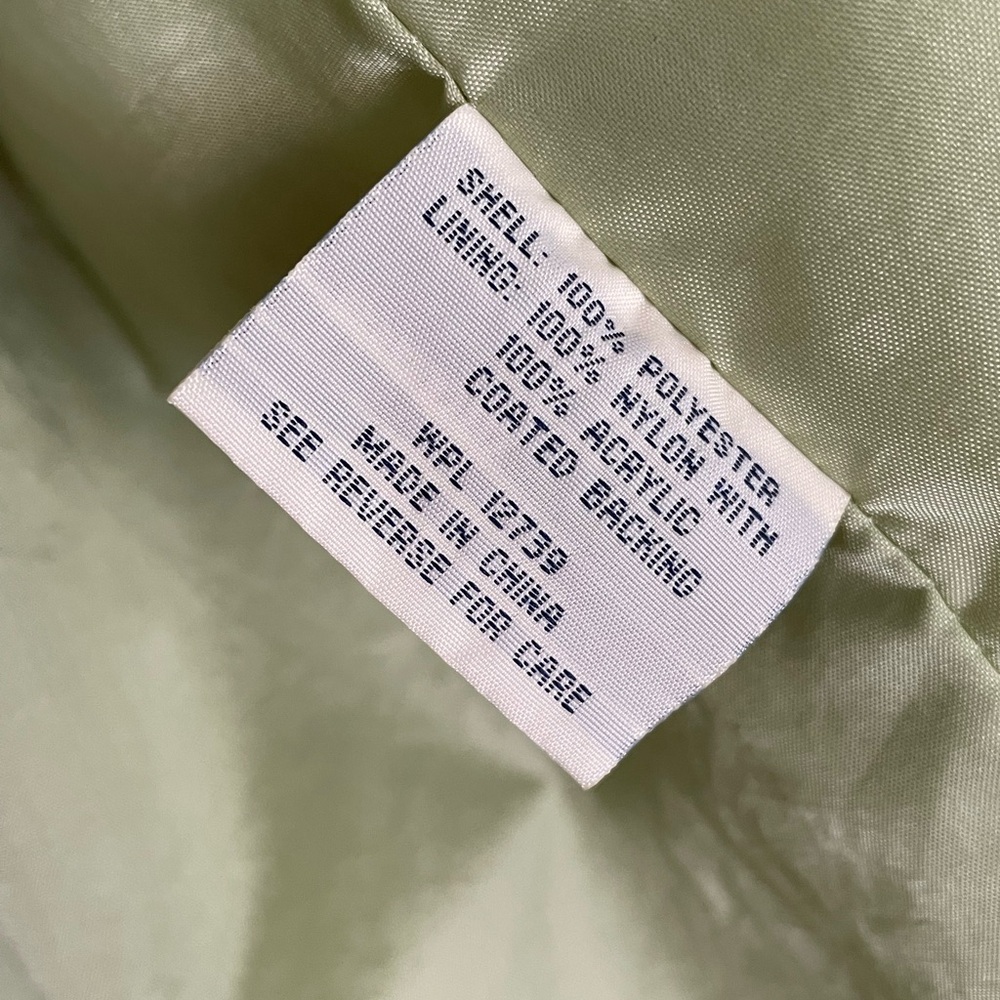 SHELL: 100% POLYESTER
LINING: 100% NYLON WITH
100% ACRYLIC
COATED BACKING
WPL 12739
MADE IN CHINA
SEE REVERSE FOR CARE